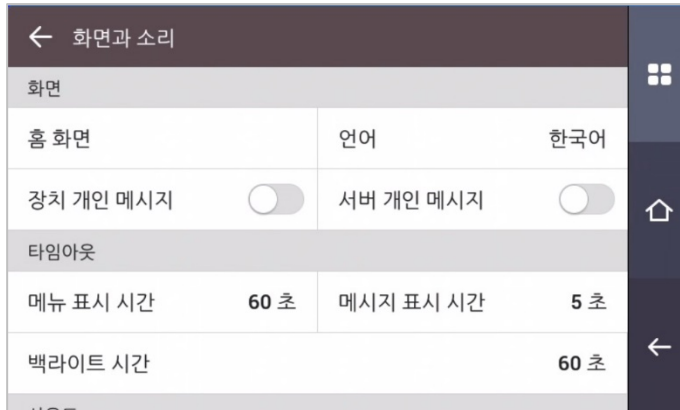 화면과 소리
화면
홈 화면
언어 한국어
장치 개인 메시지
서버 개인 메시지
타임아웃
메뉴 표시 시간 60 초
메시지 표시 시간 5 초
백라이트 시간 60 초